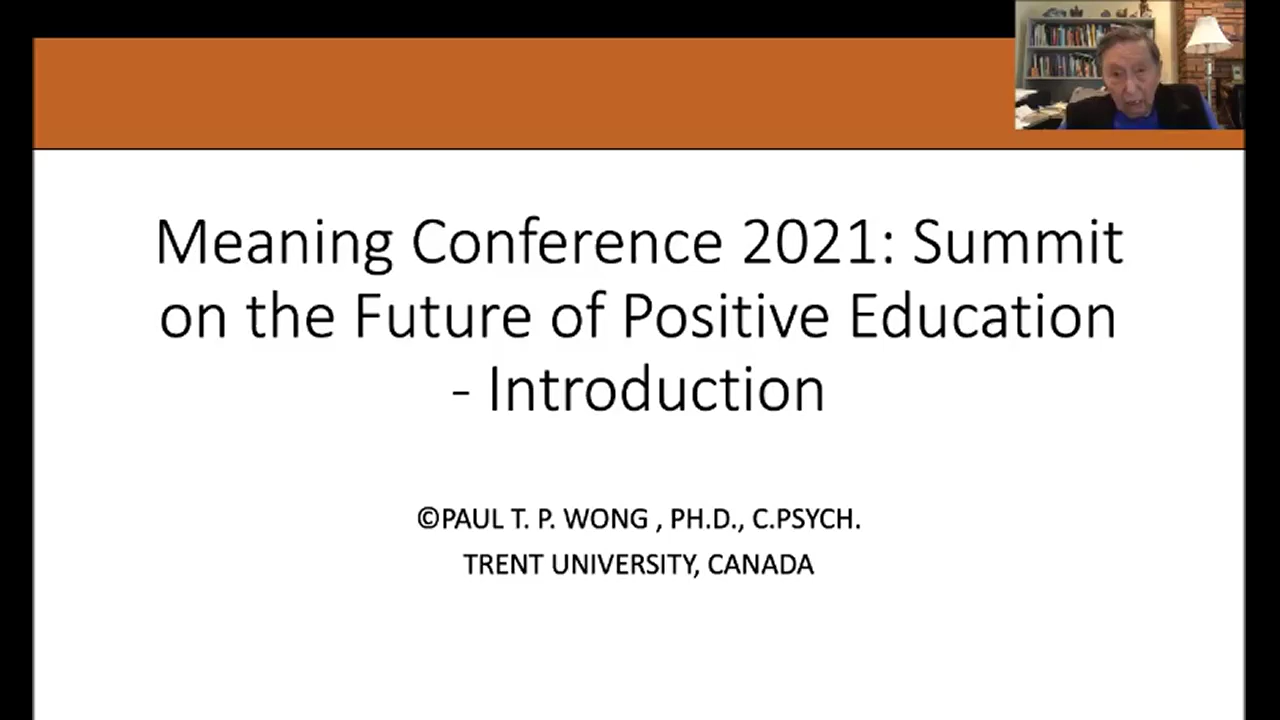 Meaning Conference 2021: Summit
on the Future of Positive Education
- Introduction
©PAUL T. P. WONG , PH.D., C.PSYCH.
TRENT UNIVERSITY, CANADA